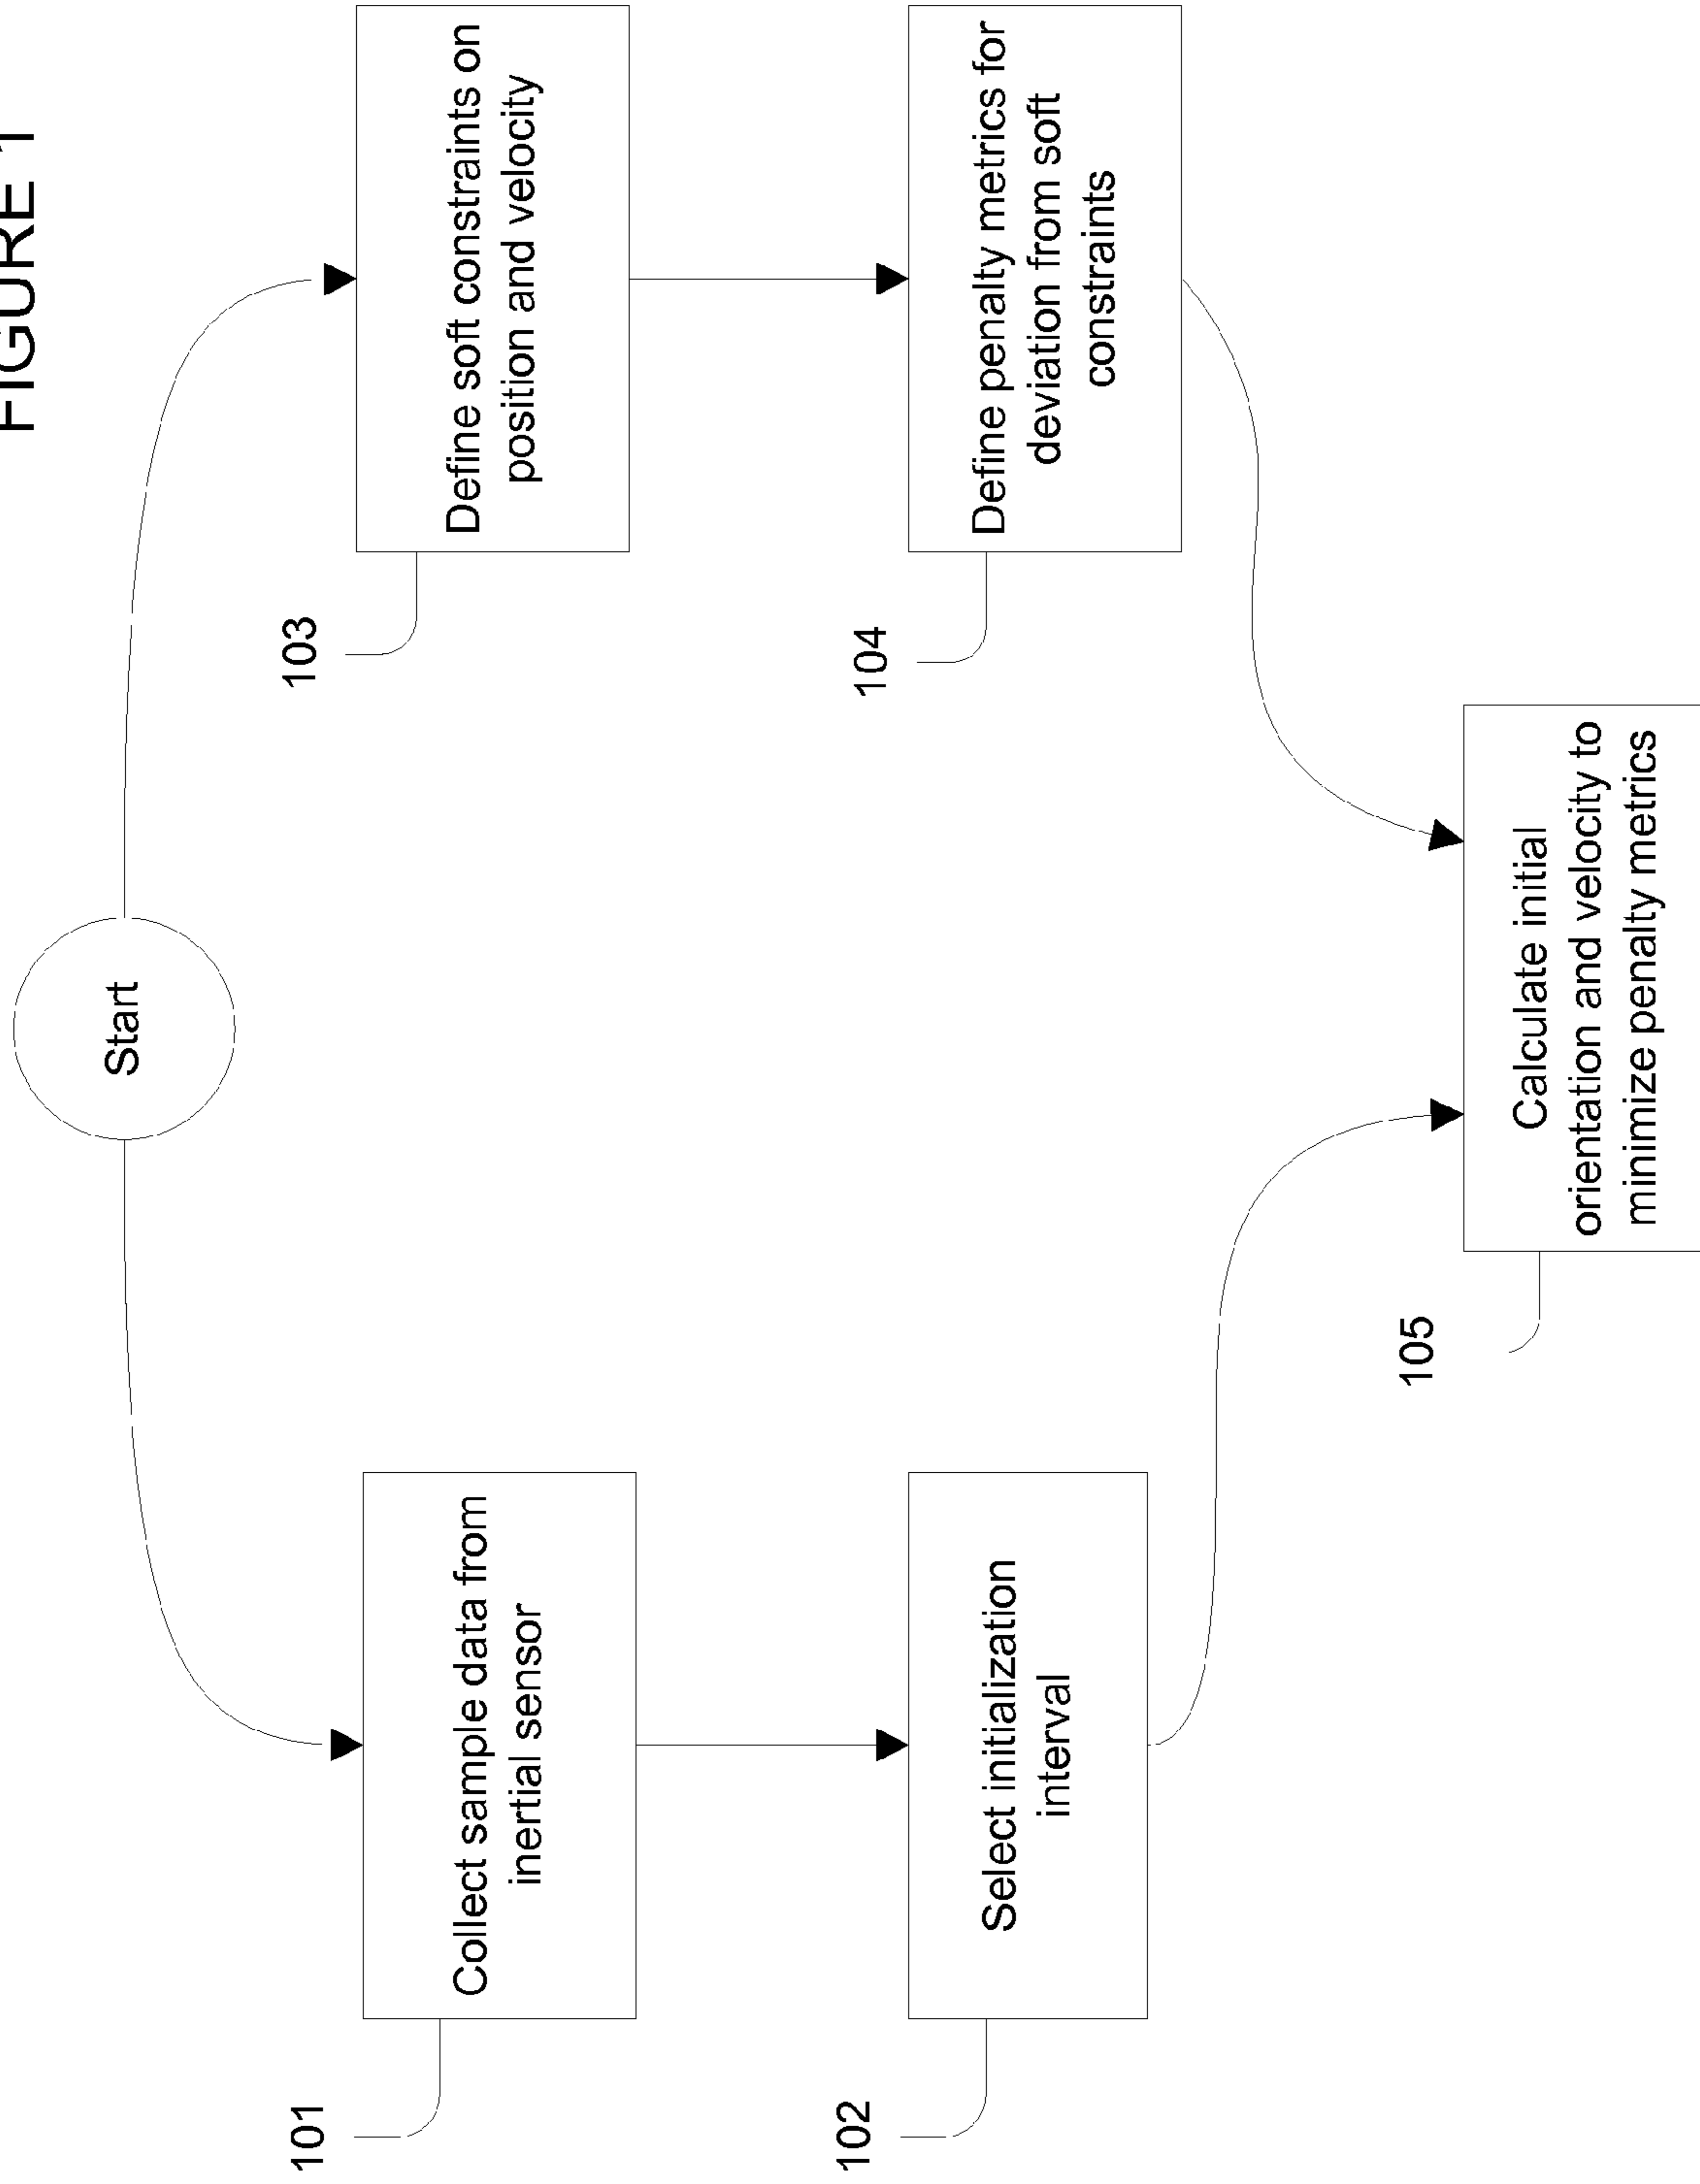 FIGURE 1
Start
101
Collect sample data from
inertial sensor
103
Define soft constraints on
position and velocity
102
Select initialization
interval
104
Define penalty metrics for
deviation from soft
constraints
105
Calculate initial
orientation and velocity to
minimize penalty metrics